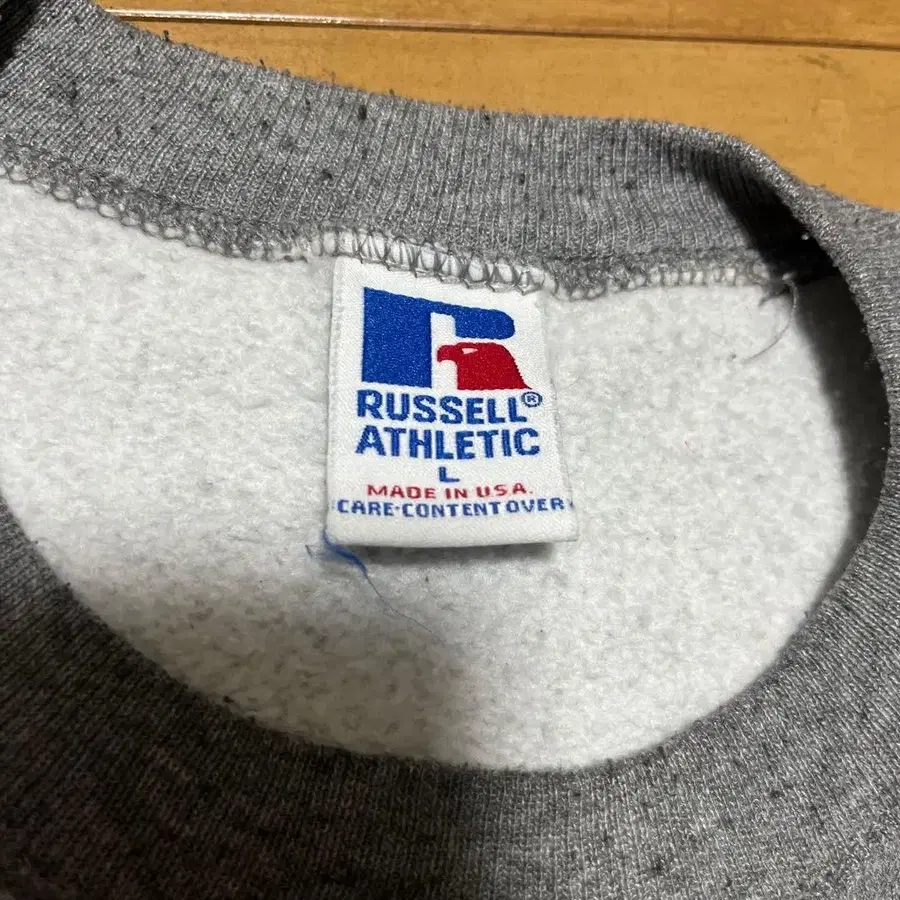 RUSSELL®
ATHLETIC
L
MADE IN U.S.A.
CARE·CONTENT OVER